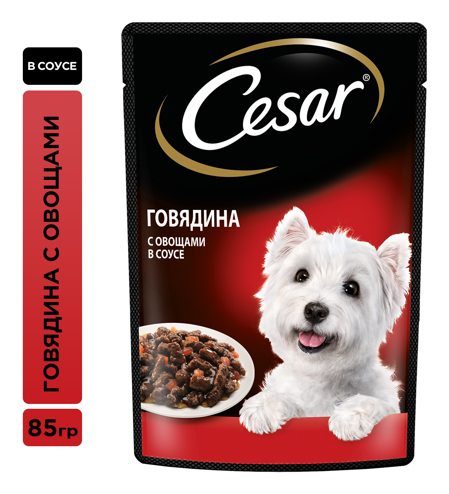 В СОУСЕ
ГОВЯДИНА С ОВОЩАМИ
85гр
Cesar®
ГОВЯДИНА
С ОВОЩАМИ
В СОУСЕ